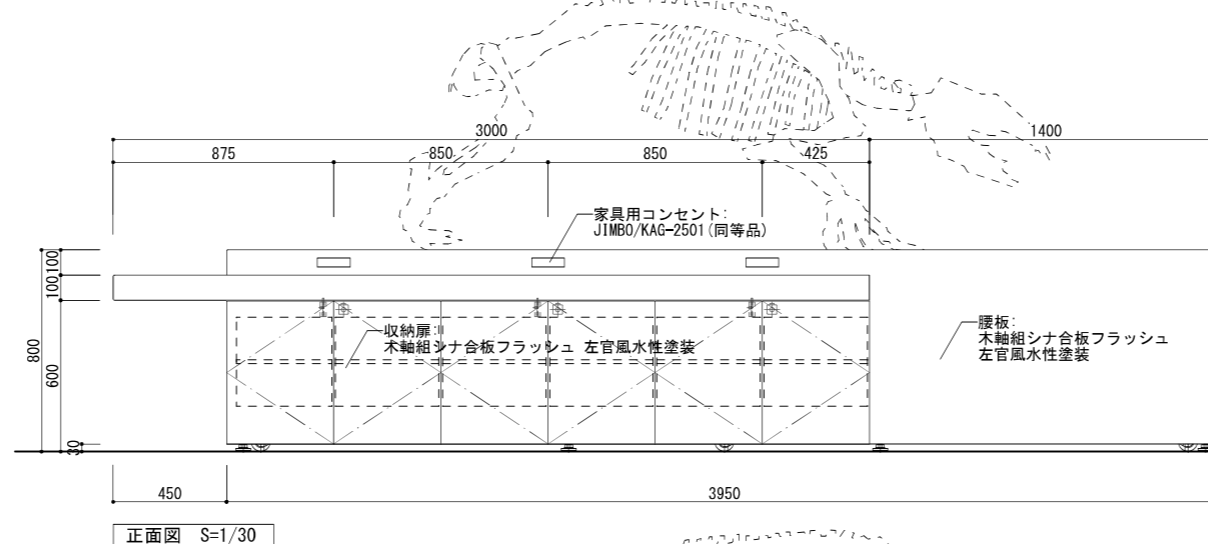 3000
1400
875
850
850
425
家具用コンセント:
JIMBO/KAG-2501(同等品)
100
100
800
600
30
収納扉:
木軸組シナ合板フラッシュ 左官風水性塗装
腰板:
木軸組シナ合板フラッシュ
左官風水性塗装
450
3950
正面図 S=1/30